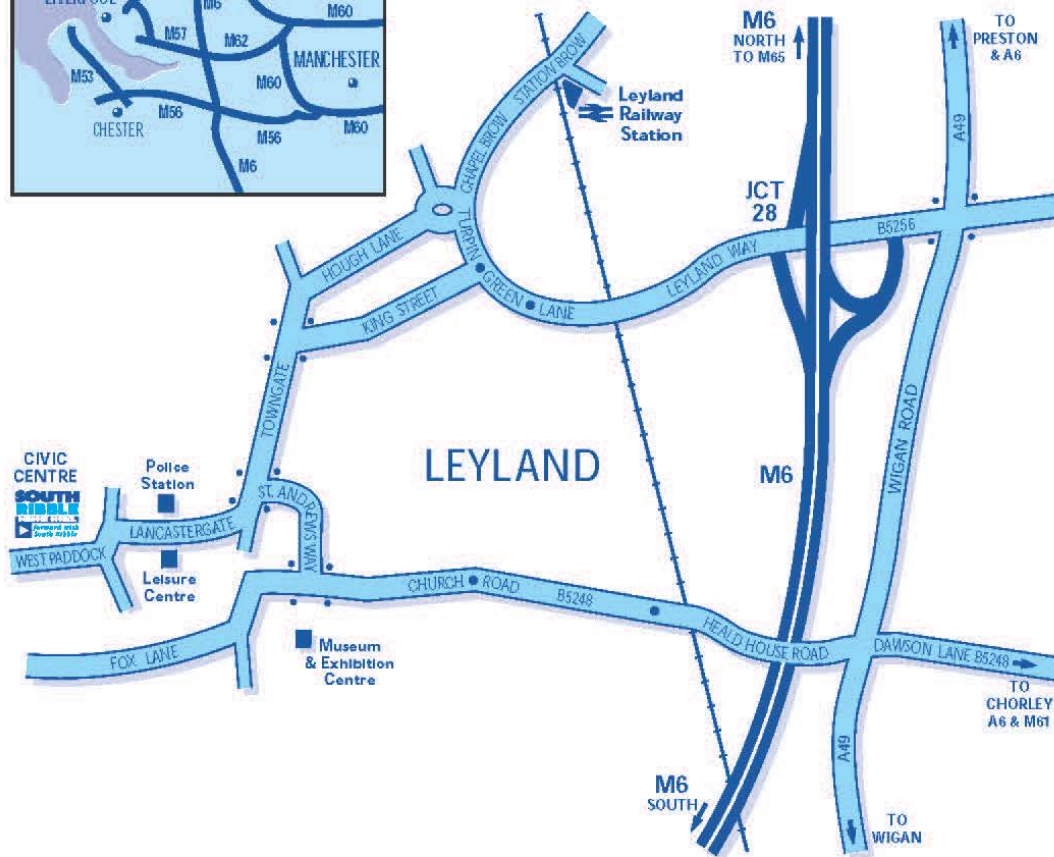 M6
M60
M57
M62
M53
M60
MANCHESTER
M56
CHESTER
M56
M60
M6
M6
NORTH
TO M65
TO
PRESTON
& A6
STATION BROW
CHAPEL BROW
Leyland
Railway
Station
A49
JCT
28
B5256
LEYLAND WAY
HOUGH LANE
TURPIN GREEN LANE
KING STREET
TOWNGATE
LEYLAND
M6
WIGAN ROAD
CIVIC
CENTRE
SOUTH
RIBBLE
Police
Station
ST. ANDREWS WAY
LANCASTERGATE
WEST PADDOCK
Leisure
Centre
CHURCH ROAD B5248
HEALD HOUSE ROAD
DAWSON LANE B5248
FOX LANE
Museum
& Exhibition
Centre
TO
CHORLEY
A6 & M61
A49
M6
SOUTH
TO
WIGAN